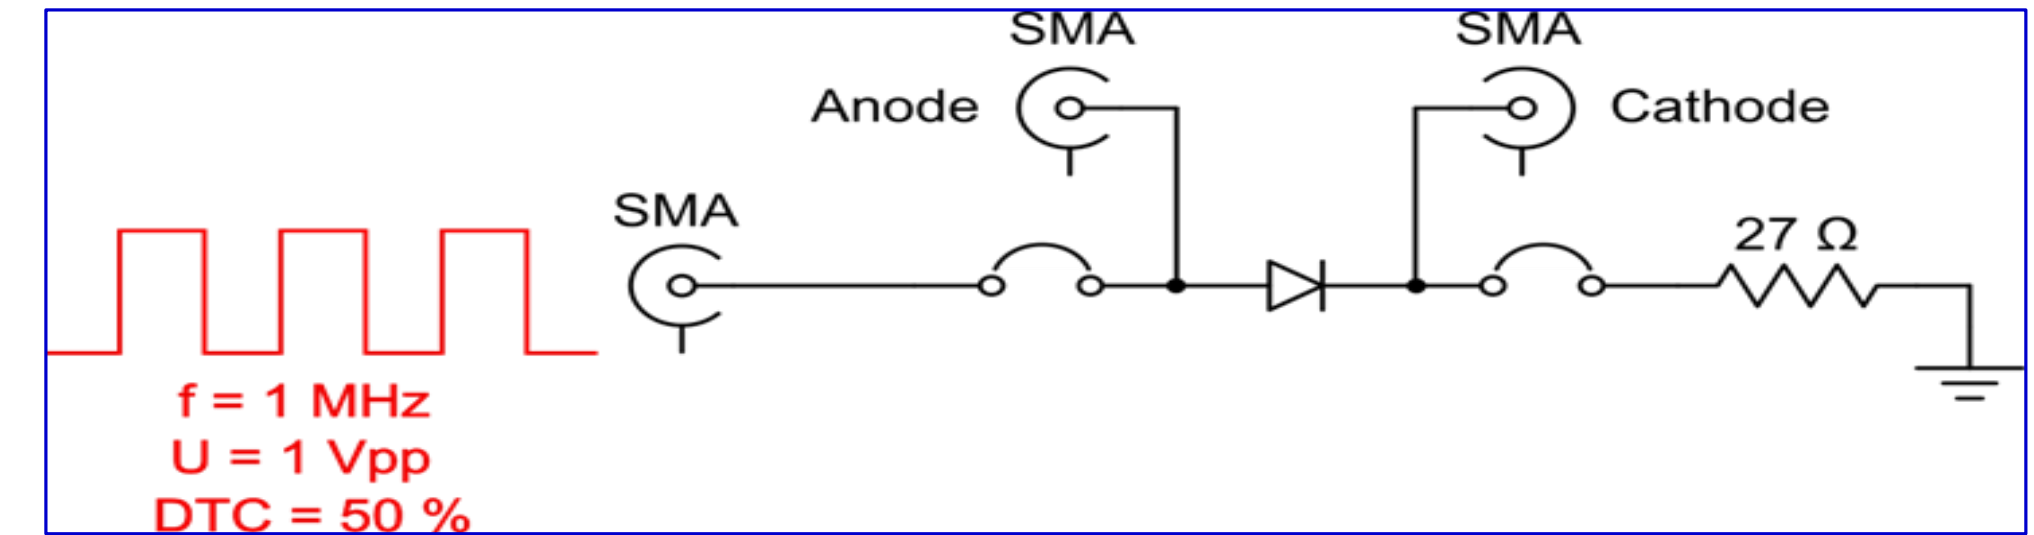 SMA
SMA
Anode
Cathode
SMA
27 Ω
f = 1 MHz
U = 1 Vpp
DTC = 50 %